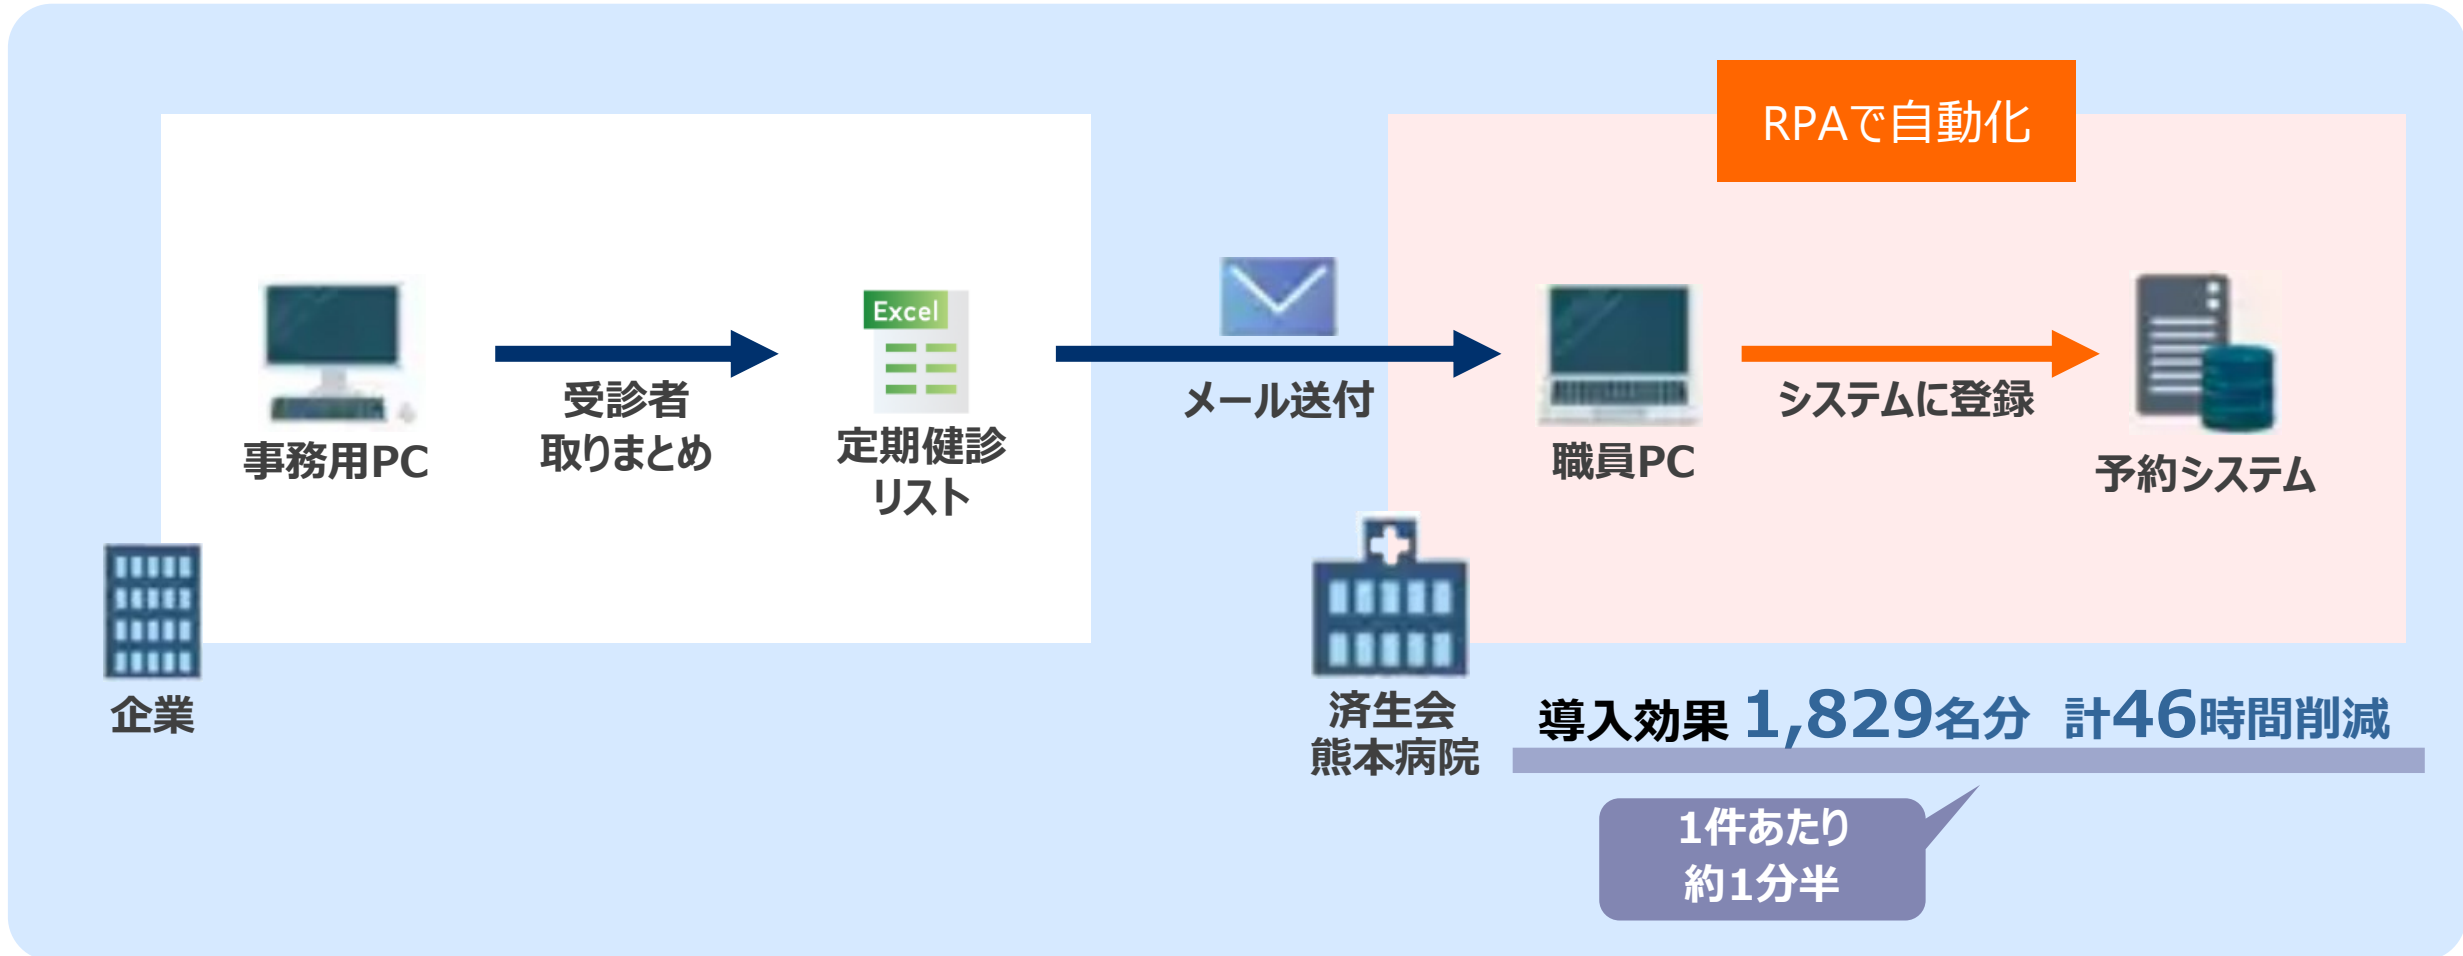 RPAで自動化
Excel
事務用PC
受診者
取りまとめ
定期健診
リスト
メール送付
職員PC
システムに登録
予約システム
企業
済生会
熊本病院
導入効果 1,829名分 計46時間削減
1件あたり
約1分半